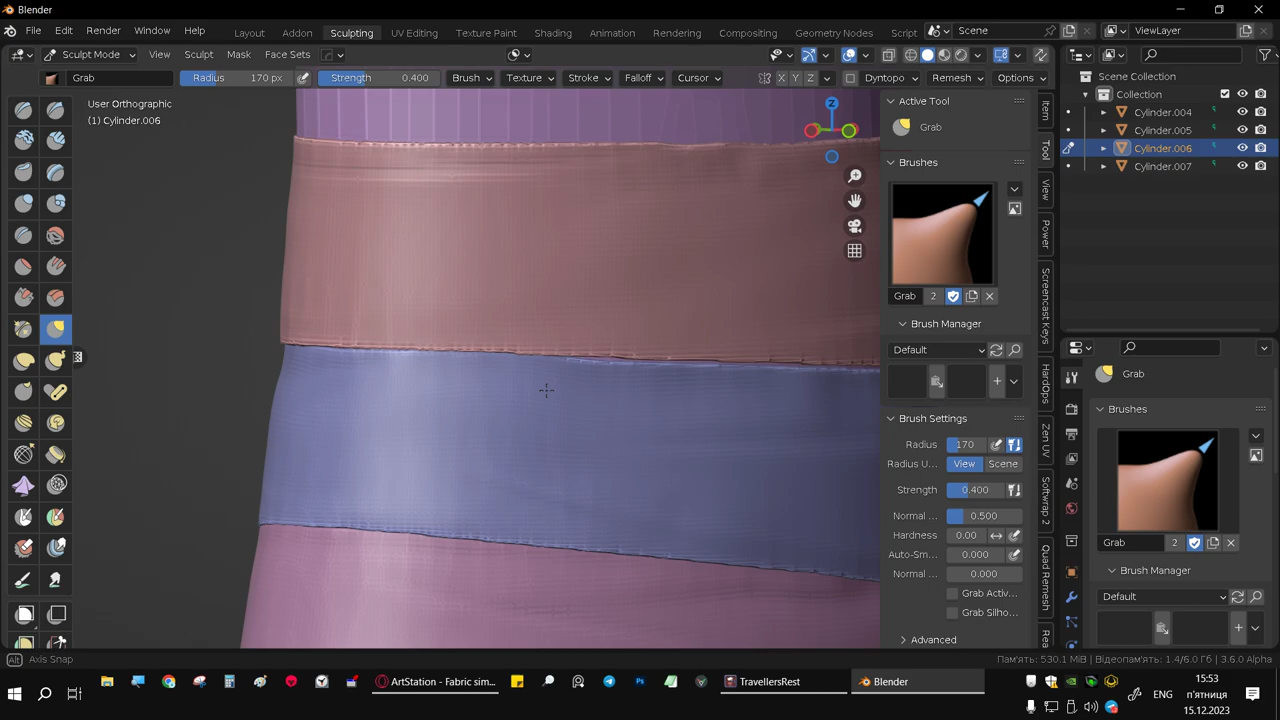 Blender
File Edit Render Window Help Layout Addon Modeling Sculpting UV Editing Texture Paint Shading Animation Rendering Compositing Geometry Nodes Scene ViewLayer
Sculpt Mode View Sculpt Mask Face Sets
Grab Radius 170 px Strength 0.400 Brush Texture Stroke Falloff Cursor X Y Z Dyntopo Remesh Options
User Orthographic
(1) Cylinder.006
Z
Active Tool
Grab
Brushes
Grab 2
Brush Manager
Default
Brush Settings
Radius 170
Radius U... View Scene
Strength 0.400
Normal ... 0.500
Hardness 0.00
Auto-Sm... 0.000
Normal ... 0.000
Grab Activ...
Grab Silho...
Advanced
Item
Tool
View
Power
Screencast Keys
HardOps
Zen UV
Softwrap 2
Quad Remesh
Rea
Scene Collection
Collection
Cylinder.004
Cylinder.005
Cylinder.006
Cylinder.007
Grab
Brushes
Grab 2
Brush Manager
Default
Alt Axis Snap
Пам'ять: 530.1 MiB | Відеопам'ять: 1.4/6.0 Гб | 3.6.0 Alpha
ArtStation - Fabric sim... TravellersRest Blender
Ps
15:53
ENG п'ятниця
15.12.2023